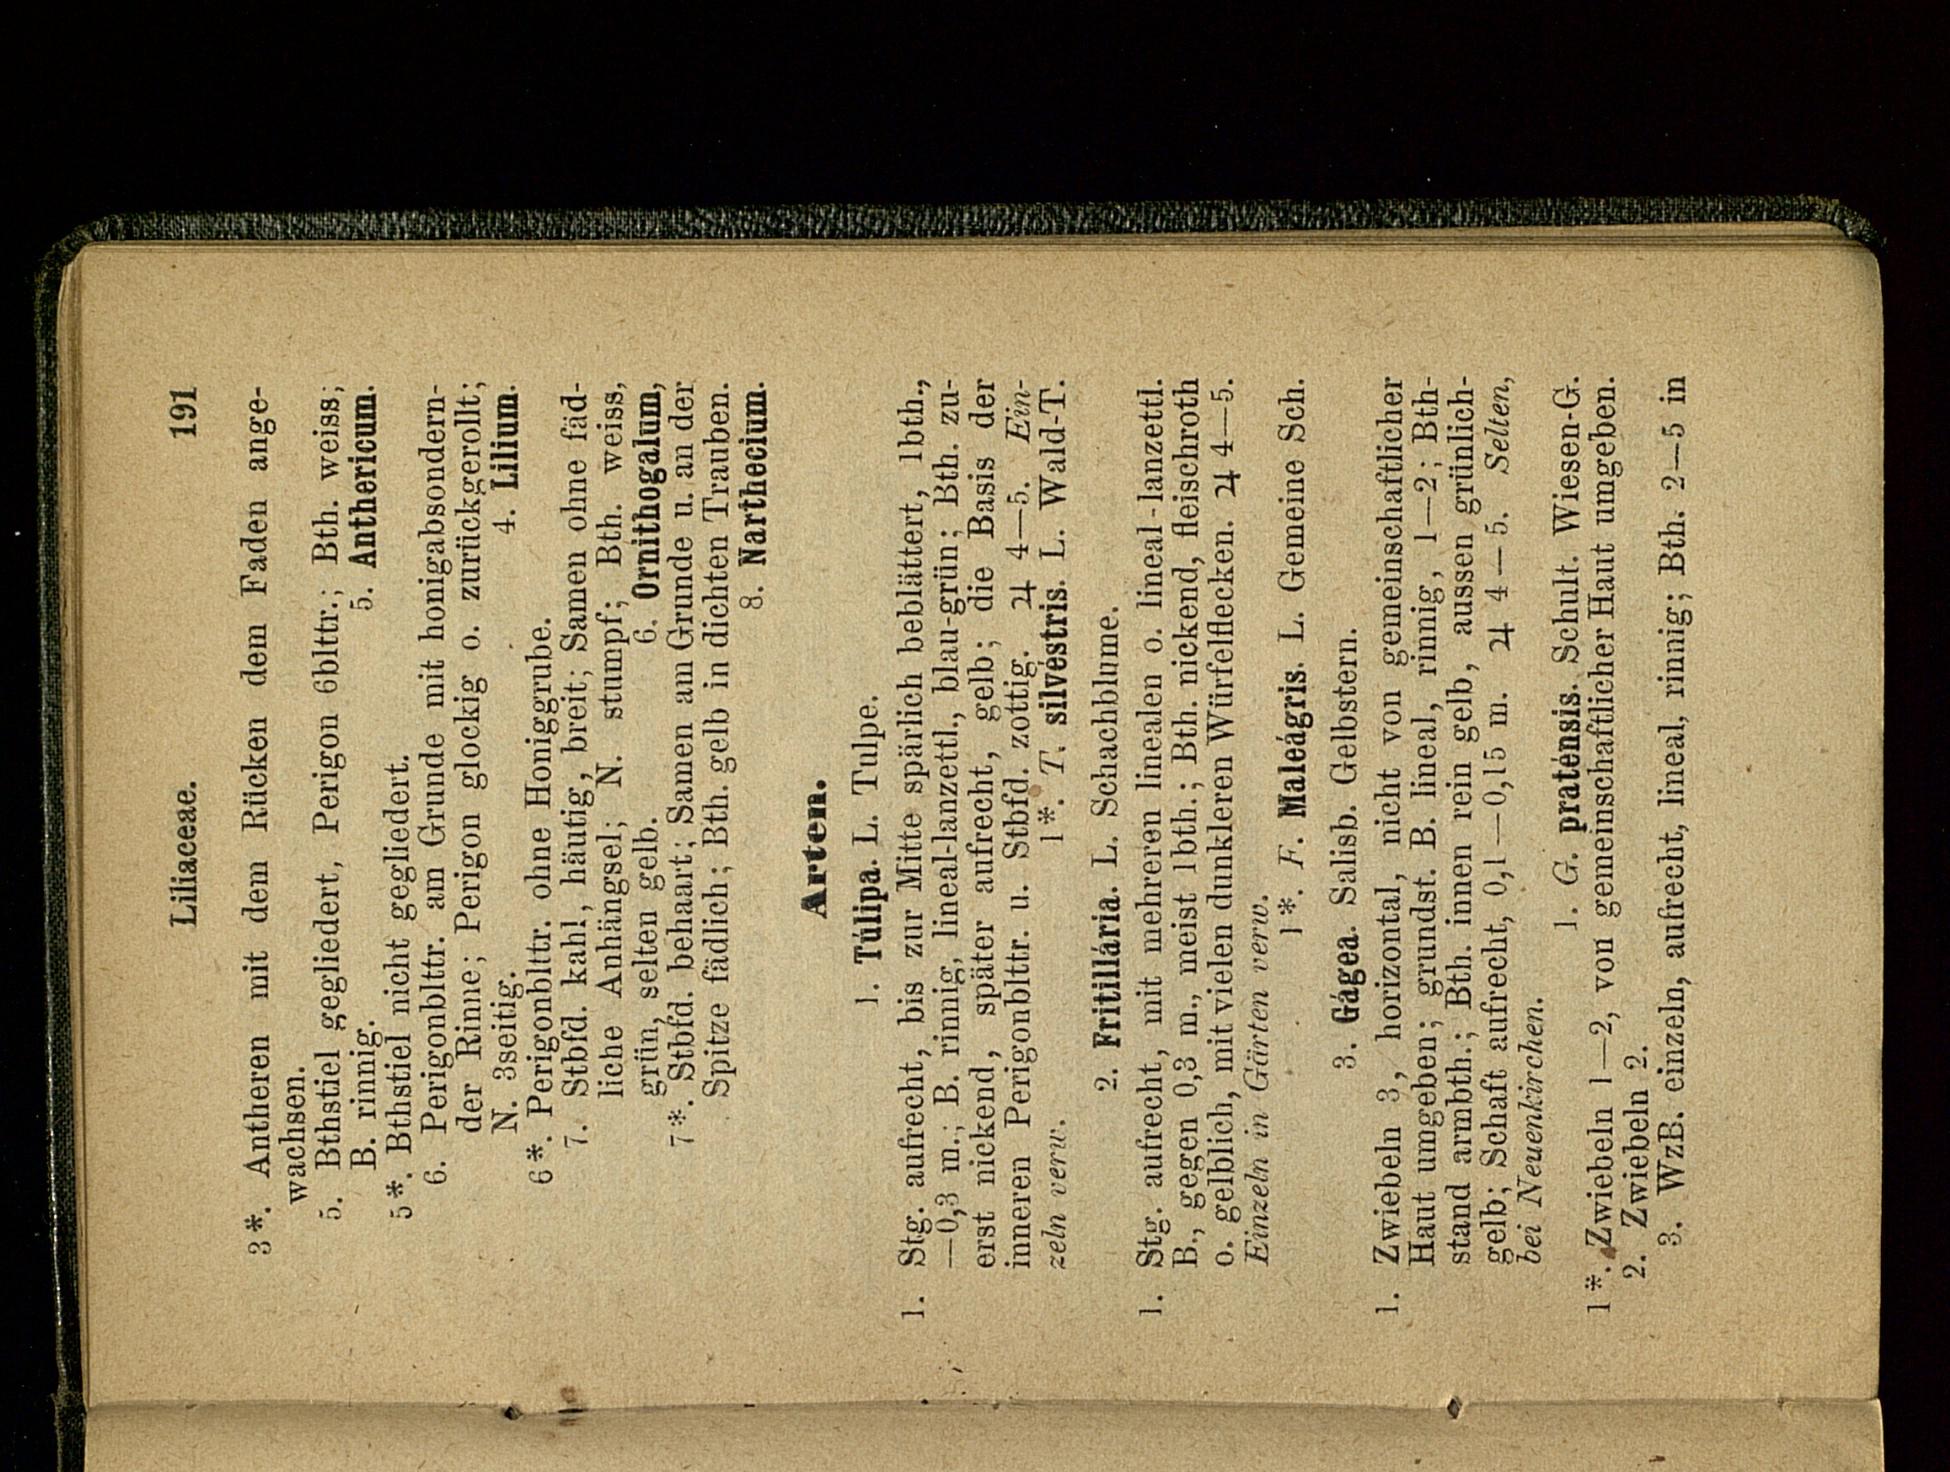 Liliaceae. 191
3*. Antheren mit dem Rücken dem Faden ange-
wachsen.
5. Bthstiel gegliedert, Perigon 6blttr.; Bth. weiss;
B. rinnig. 5. Anthericum.
5*. Bthstiel nicht gegliedert.
6. Perigonblttr. am Grunde mit honigabsondern-
der Rinne; Perigon glockig o. zurückgerollt;
N. 3seitig. 4. Lilium.
6*. Perigonblttr. ohne Honiggrube.
7. Stbfd. kahl, häutig, breit; Samen ohne fäd-
liche Anhängsel; N. stumpf; Bth. weiss,
grün, selten gelb. 6. Ornithogalum,
7*. Stbfd. behaart; Samen am Grunde u. an der
Spitze fädlich; Bth. gelb in dichten Trauben.
8. Narthecium.
Arten.
1. Túlipa. L. Tulpe.
1. Stg. aufrecht, bis zur Mitte spärlich beblättert, 1bth.,
—0,3 m.; B. rinnig, lineal-lanzettl., blau-grün; Bth. zu-
erst nickend, später aufrecht, gelb; die Basis der
inneren Perigonblttr. u. Stbfd. zottig. ♃ 4—5. Ein-
zeln verw. 1*. T. silvéstris. L. Wald-T.
2. Fritillária. L. Schachblume.
1. Stg. aufrecht, mit mehreren linealen o. lineal-lanzettl.
B., gegen 0,3 m., meist 1bth.; Bth. nickend, fleischroth
o. gelblich, mit vielen dunkleren Würfelflecken. ♃ 4—5.
Einzeln in Gärten verw.
1*. F. Maleágris. L. Gemeine Sch.
3. Gágea. Salisb. Gelbstern.
1. Zwiebeln 3, horizontal, nicht von gemeinschaftlicher
Haut umgeben; grundst. B. lineal, rinnig, 1—2; Bth-
stand armbth.; Bth. innen rein gelb, aussen grünlich-
gelb; Schaft aufrecht, 0,1—0,15 m. ♃ 4—5. Selten,
bei Neuenkirchen.
1. G. praténsis. Schult. Wiesen-G.
1*. Zwiebeln 1—2, von gemeinschaftlicher Haut umgeben.
2. Zwiebeln 2.
3. WzB. einzeln, aufrecht, lineal, rinnig; Bth. 2—5 in